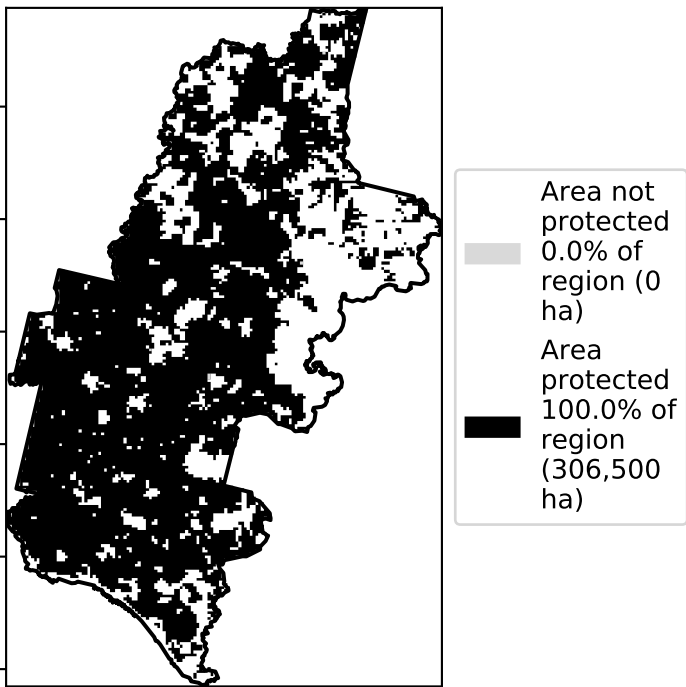 Area not
protected
0.0% of
region (0
ha)
Area
protected
100.0% of
region
(306,500
ha)